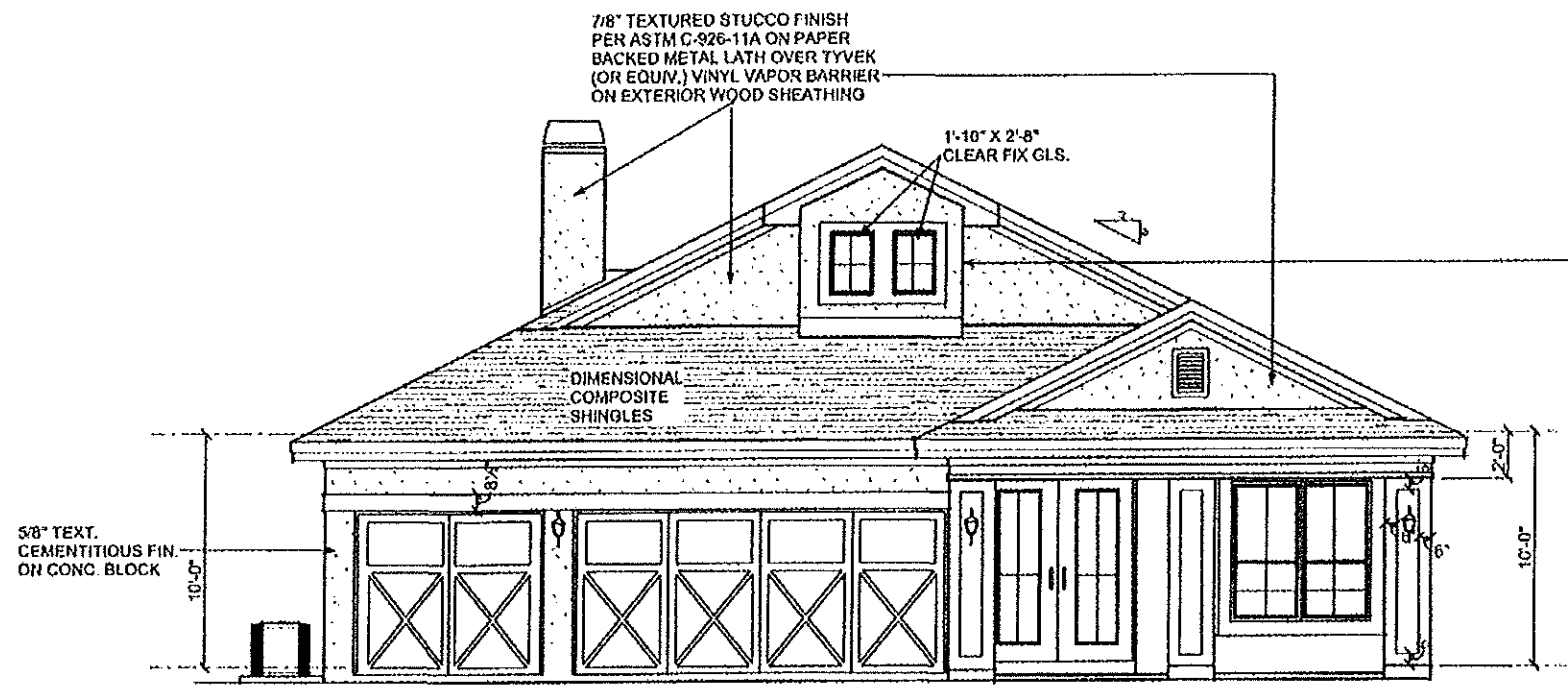 7/8" TEXTURED STUCCO FINISH
PER ASTM C-926-11A ON PAPER
BACKED METAL LATH OVER TYVEK
(OR EQUIV.) VINYL VAPOR BARRIER
ON EXTERIOR WOOD SHEATHING
1'-10" X 2'-8"
CLEAR FIX GLS.
DIMENSIONAL
COMPOSITE
SHINGLES
2'-0"
8"
5/8" TEXT.
CEMENTITIOUS FIN.
ON CONC. BLOCK
10'-0"
10'-0"
6"